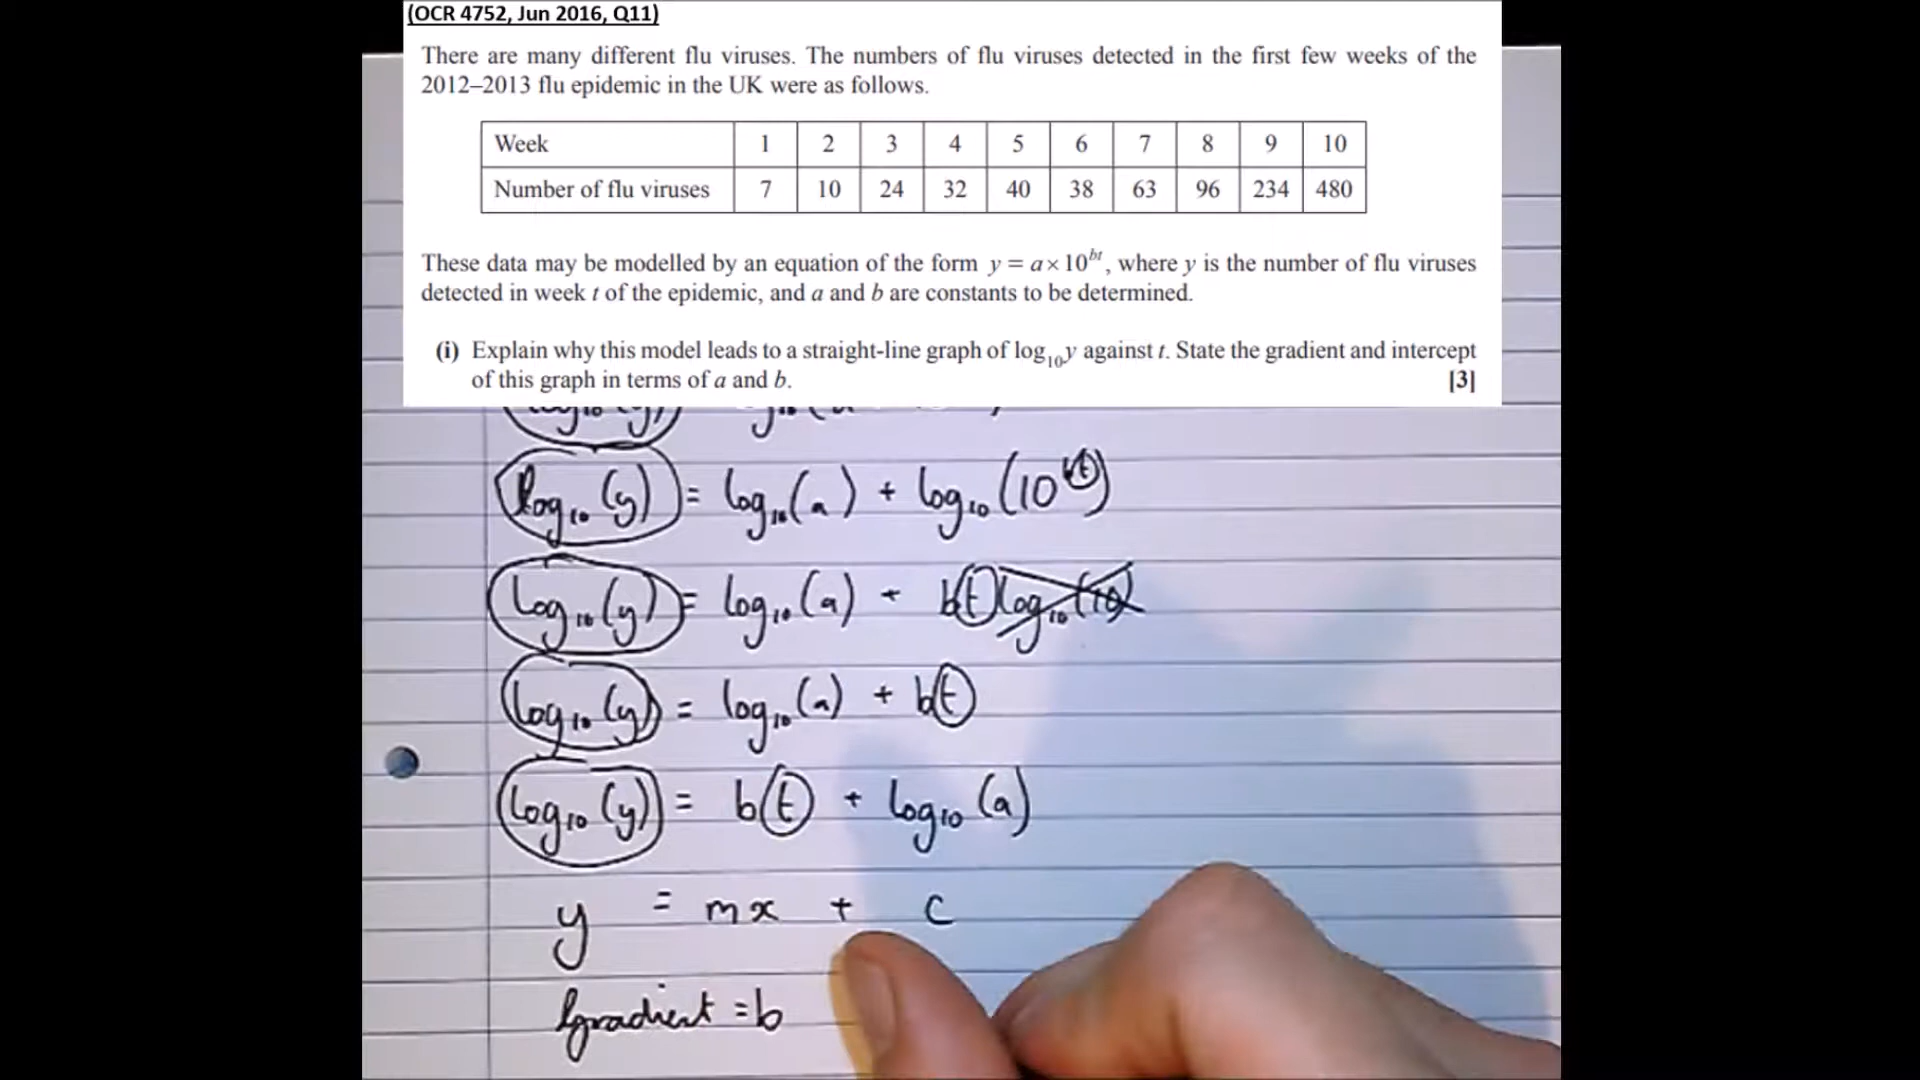 (OCR 4752, Jun 2016, Q11)
There are many different flu viruses. The numbers of flu viruses detected in the first few weeks of the
2012–2013 flu epidemic in the UK were as follows.
Week 1 2 3 4 5 6 7 8 9 10
Number of flu viruses 7 10 24 32 40 38 63 96 234 480
These data may be modelled by an equation of the form y = a × 10^{bt}, where y is the number of flu viruses
detected in week t of the epidemic, and a and b are constants to be determined.
(i) Explain why this model leads to a straight-line graph of log₁₀y against t. State the gradient and intercept
of this graph in terms of a and b. [3]
log₁₀(y) = log₁₀(a) + log₁₀(10^{bt})
log₁₀(y) = log₁₀(a) + bt log₁₀(10)
log₁₀(y) = log₁₀(a) + bt
log₁₀(y) = bt + log₁₀(a)
y = mx + c
gradient = b